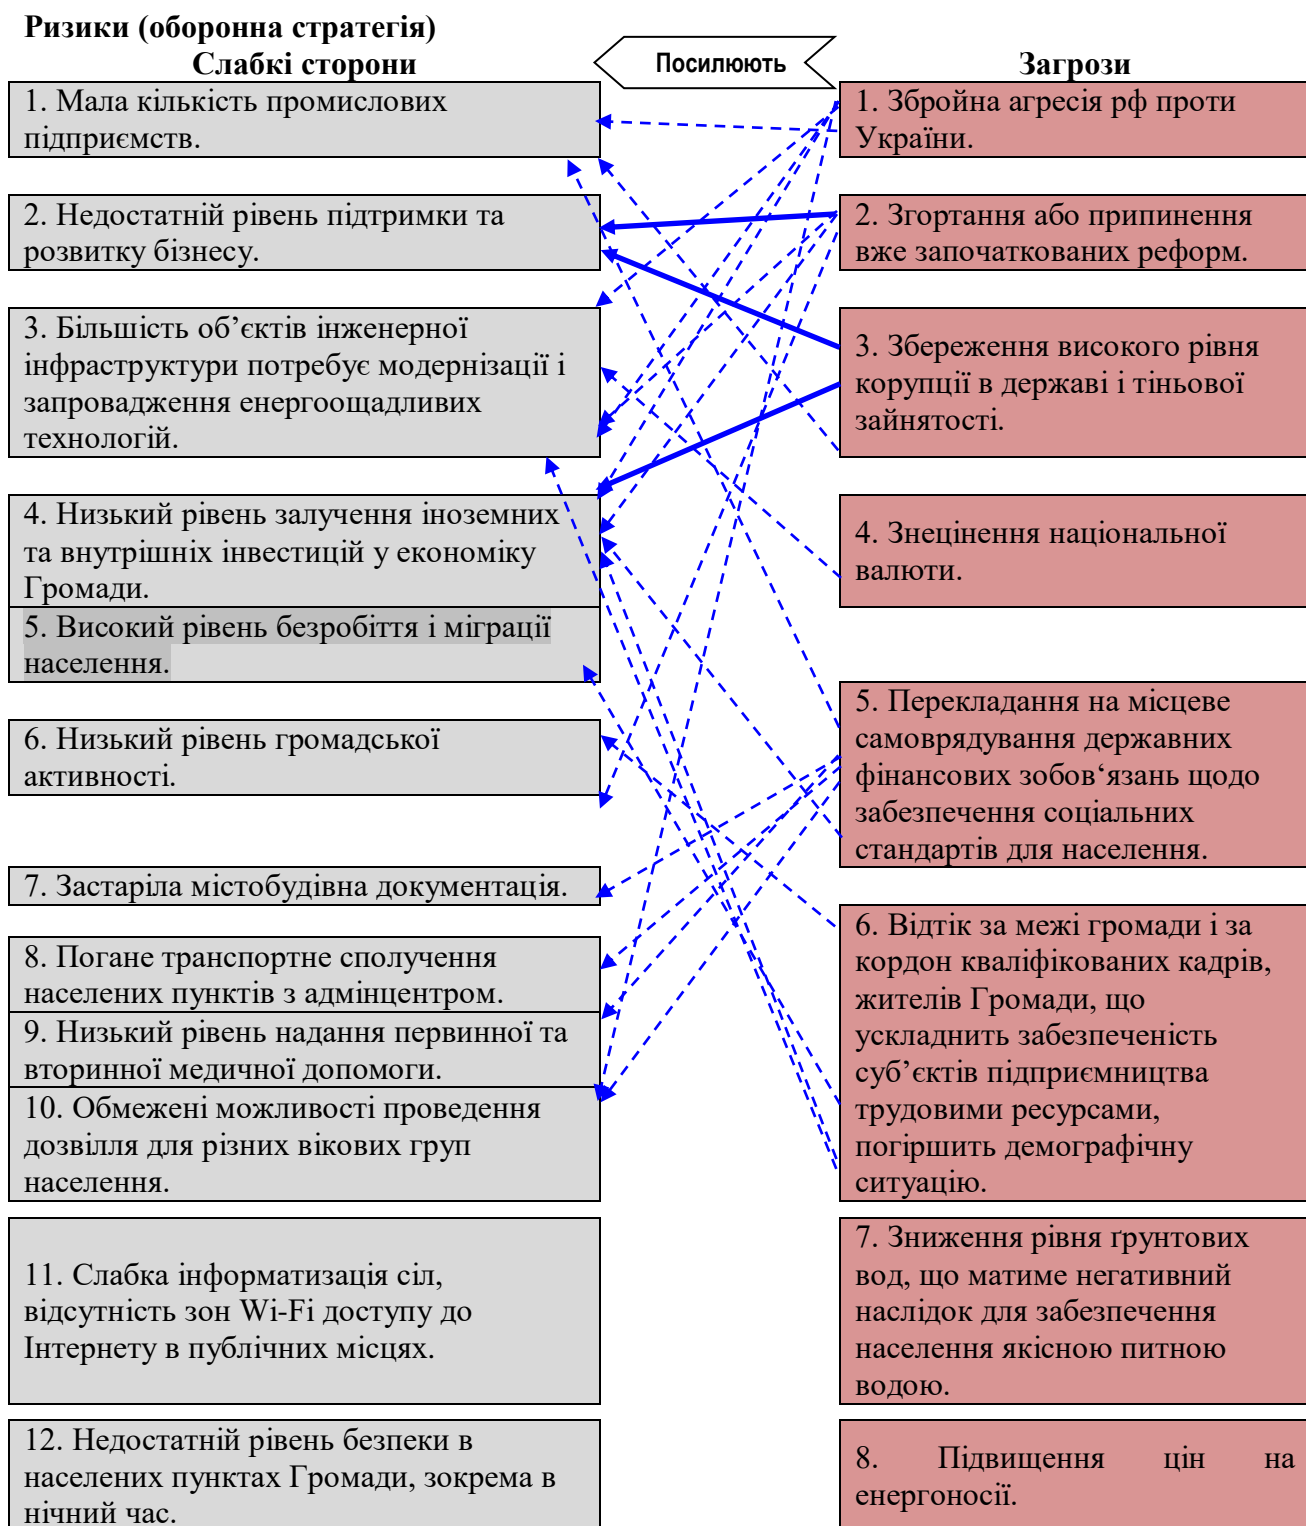 Ризики (оборонна стратегія)
Слабкі сторони
Посилюють
Загрози
1. Мала кількість промислових
підприємств.
2. Недостатній рівень підтримки та
розвитку бізнесу.
3. Більшість об’єктів інженерної
інфраструктури потребує модернізації і
запровадження енергоощадливих
технологій.
4. Низький рівень залучення іноземних
та внутрішніх інвестицій у економіку
Громади.
5. Високий рівень безробіття і міграції
населення.
6. Низький рівень громадської
активності.
7. Застаріла містобудівна документація.
8. Погане транспортне сполучення
населених пунктів з адмінцентром.
9. Низький рівень надання первинної та
вторинної медичної допомоги.
10. Обмежені можливості проведення
дозвілля для різних вікових груп
населення.
11. Слабка інформатизація сіл,
відсутність зон Wi-Fi доступу до
Інтернету в публічних місцях.
12. Недостатній рівень безпеки в
населених пунктах Громади, зокрема в
нічний час.
1. Збройна агресія рф проти
України.
2. Згортання або припинення
вже започаткованих реформ.
3. Збереження високого рівня
корупції в державі і тіньової
зайнятості.
4. Знецінення національної
валюти.
5. Перекладання на місцеве
самоврядування державних
фінансових зобов‘язань щодо
забезпечення соціальних
стандартів для населення.
6. Відтік за межі громади і за
кордон кваліфікованих кадрів,
жителів Громади, що
ускладнить забезпеченість
суб’єктів підприємництва
трудовими ресурсами,
погіршить демографічну
ситуацію.
7. Зниження рівня ґрунтових
вод, що матиме негативний
наслідок для забезпечення
населення якісною питною
водою.
8. Підвищення цін на
енергоносії.